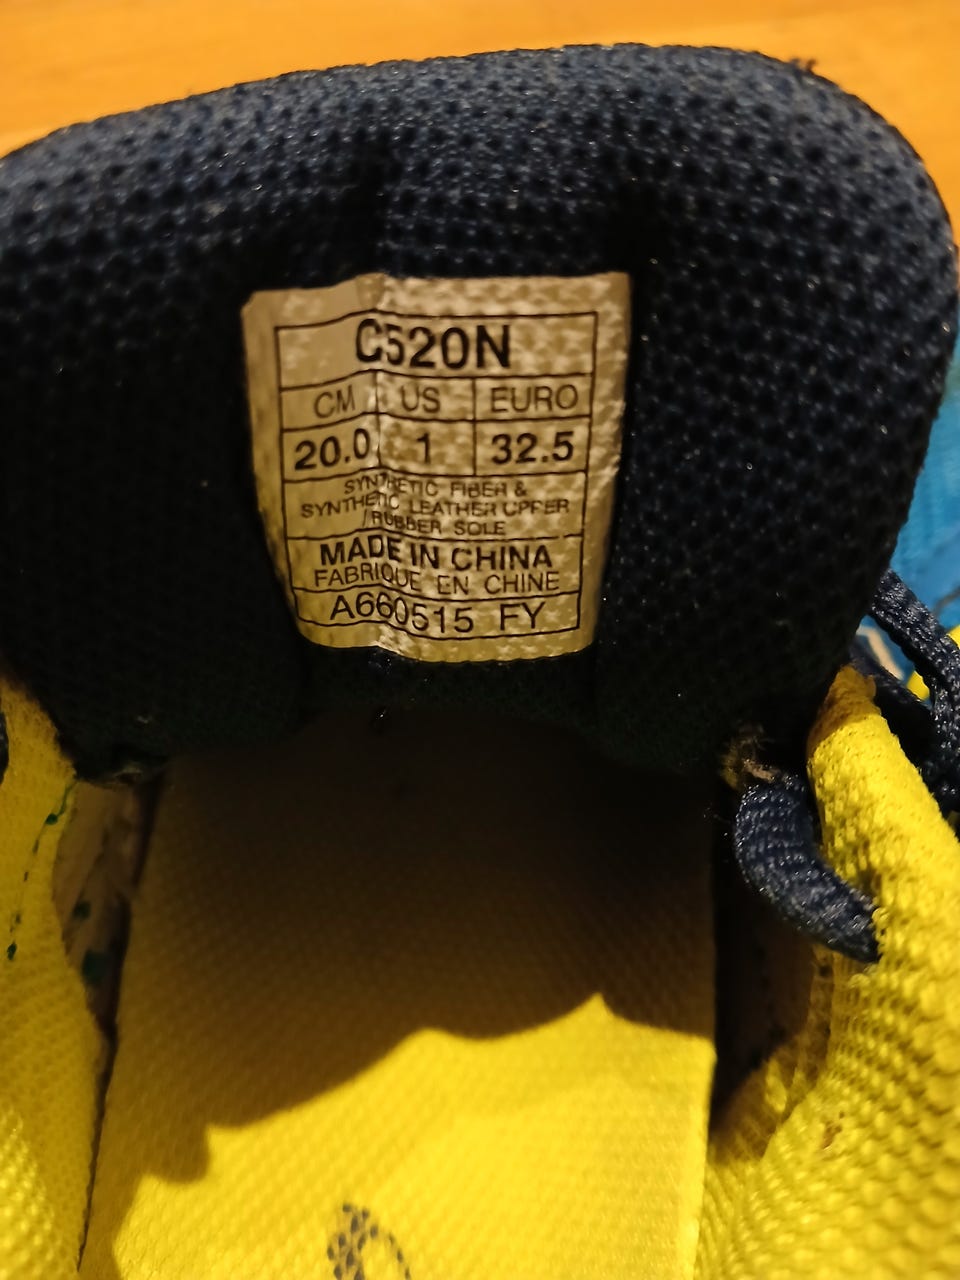 C520N
CM US EURO
20.0 1 32.5
SYNTHETIC FIBER &
SYNTHETIC LEATHER UPPER
/RUBBER SOLE
MADE IN CHINA
FABRIQUE EN CHINE
A660515 FY